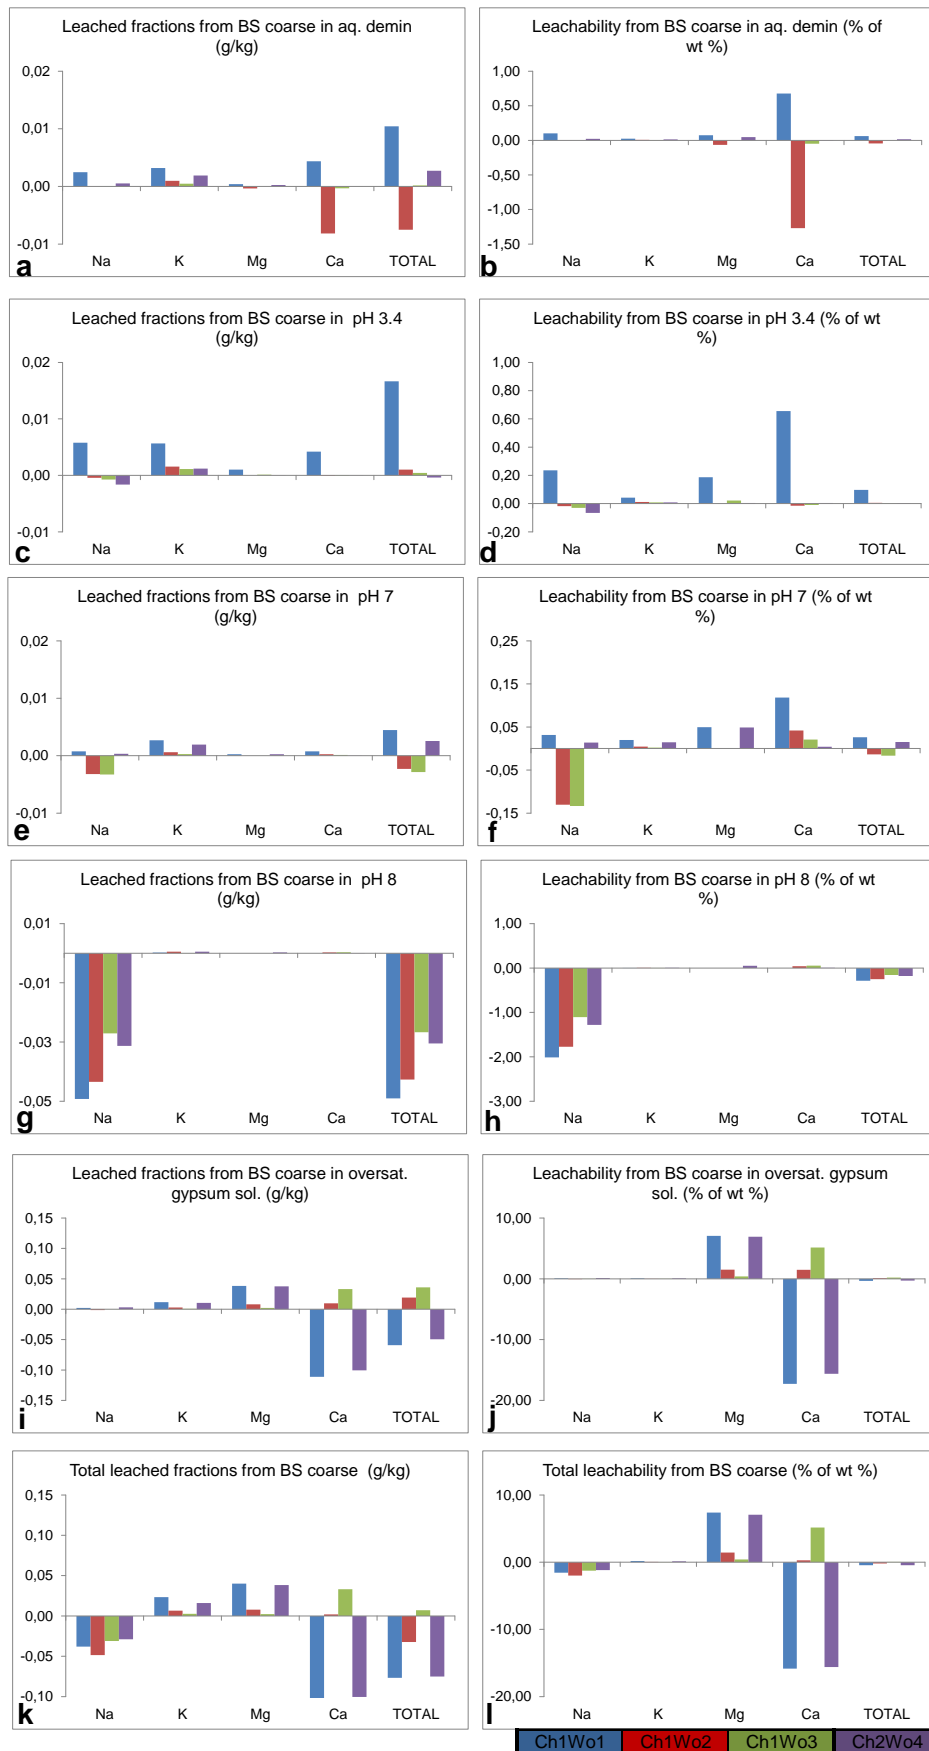 Leached fractions from BS coarse in aq. demin
(g/kg)
0,02
0,01
0,00
-0,01
Na K Mg Ca TOTAL
a
Leachability from BS coarse in aq. demin (% of
wt %)
1,00
0,50
0,00
-0,50
-1,00
-1,50
Na K Mg Ca TOTAL
b
Leached fractions from BS coarse in pH 3.4
(g/kg)
0,02
0,01
0,00
-0,01
Na K Mg Ca TOTAL
c
Leachability from BS coarse in pH 3.4 (% of wt
%)
1,00
0,80
0,60
0,40
0,20
0,00
-0,20
Na K Mg Ca TOTAL
d
Leached fractions from BS coarse in pH 7
(g/kg)
0,02
0,01
0,00
-0,01
Na K Mg Ca TOTAL
e
Leachability from BS coarse in pH 7 (% of wt
%)
0,25
0,15
0,05
-0,05
-0,15
Na K Mg Ca TOTAL
f
Leached fractions from BS coarse in pH 8
(g/kg)
0,01
-0,01
-0,03
-0,05
Na K Mg Ca TOTAL
g
Leachability from BS coarse in pH 8 (% of wt
%)
1,00
0,00
-1,00
-2,00
-3,00
Na K Mg Ca TOTAL
h
Leached fractions from BS coarse in oversat.
gypsum sol. (g/kg)
0,15
0,10
0,05
0,00
-0,05
-0,10
-0,15
Na K Mg Ca TOTAL
i
Leachability from BS coarse in oversat. gypsum
sol. (% of wt %)
10,00
0,00
-10,00
-20,00
Na K Mg Ca TOTAL
j
Total leached fractions from BS coarse (g/kg)
0,15
0,10
0,05
0,00
-0,05
-0,10
Na K Mg Ca TOTAL
k
Total leachability from BS coarse (% of wt %)
10,00
0,00
-10,00
-20,00
Na K Mg Ca TOTAL
l
Ch1Wo1 Ch1Wo2 Ch1Wo3 Ch2Wo4